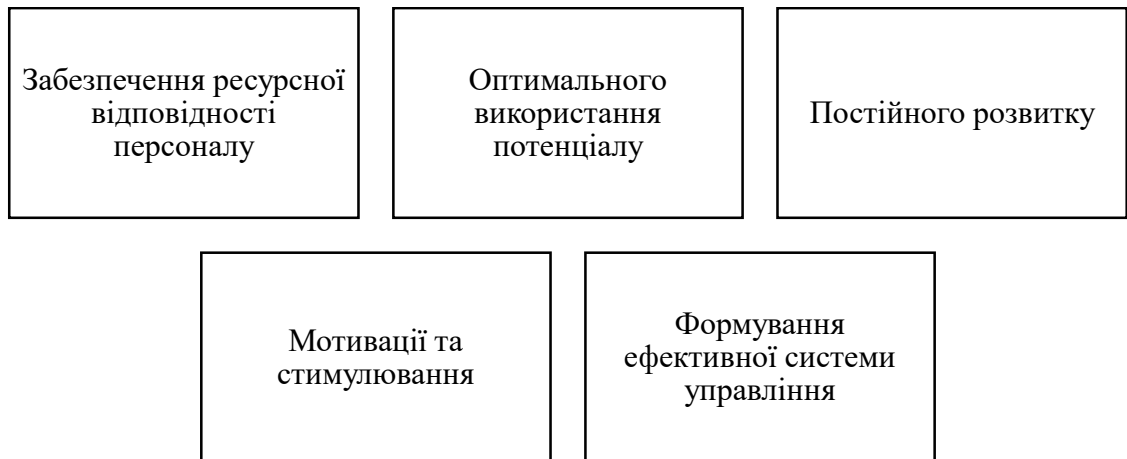 Забезпечення ресурсної
відповідності
персоналу
Оптимального
використання
потенціалу
Постійного розвитку
Мотивації та
стимулювання
Формування
ефективної системи
управління